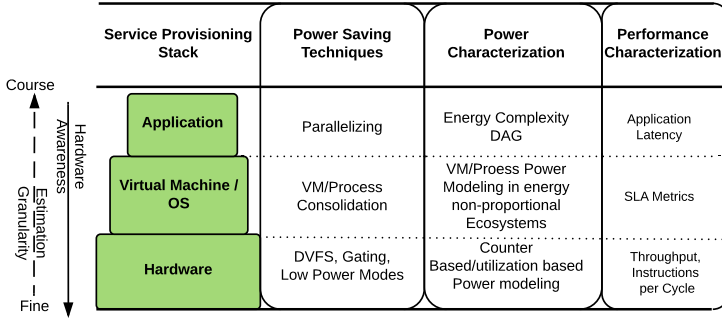 Service Provisioning
Stack
Power Saving
Techniques
Power
Characterization
Performance
Characterization
Course
Estimation
Granularity
Fine
Hardware
Awareness
Application
Parallelizing
Energy Complexity
DAG
Application
Latency
Virtual Machine /
OS
VM/Process
Consolidation
VM/Proess Power
Modeling in energy
non-proportional
Ecosystems
SLA Metrics
Hardware
DVFS, Gating,
Low Power Modes
Counter
Based/utilization based
Power modeling
Throughput,
Instructions
per Cycle